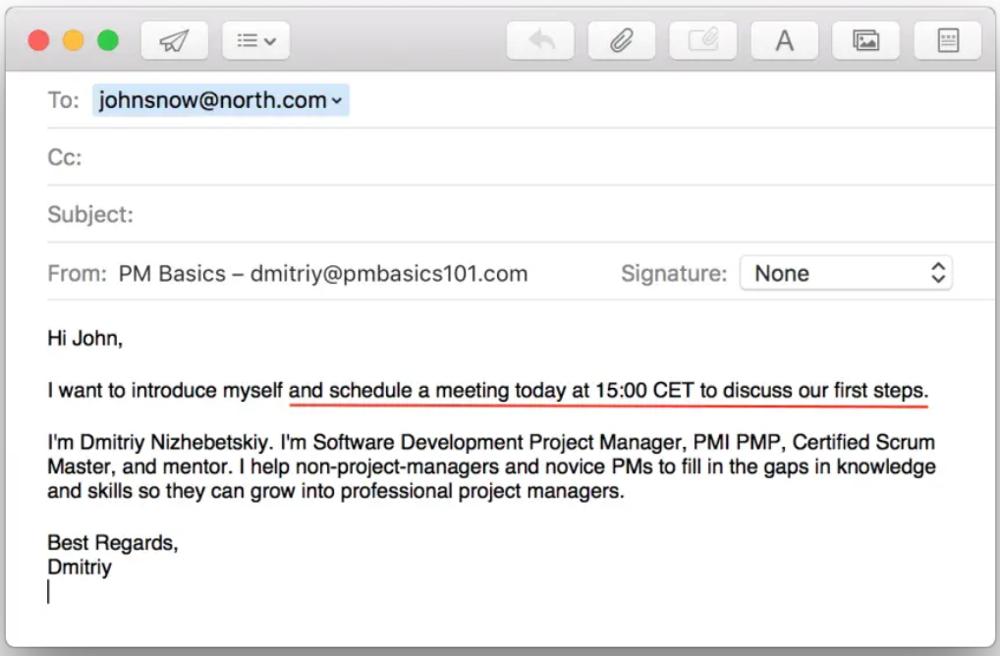 To: johnsnow@north.com
Cc:
Subject:
From: PM Basics – dmitriy@pmbasics101.com Signature: None
Hi John,
I want to introduce myself and schedule a meeting today at 15:00 CET to discuss our first steps.
I'm Dmitriy Nizhebetskiy. I'm Software Development Project Manager, PMI PMP, Certified Scrum
Master, and mentor. I help non-project-managers and novice PMs to fill in the gaps in knowledge
and skills so they can grow into professional project managers.
Best Regards,
Dmitriy